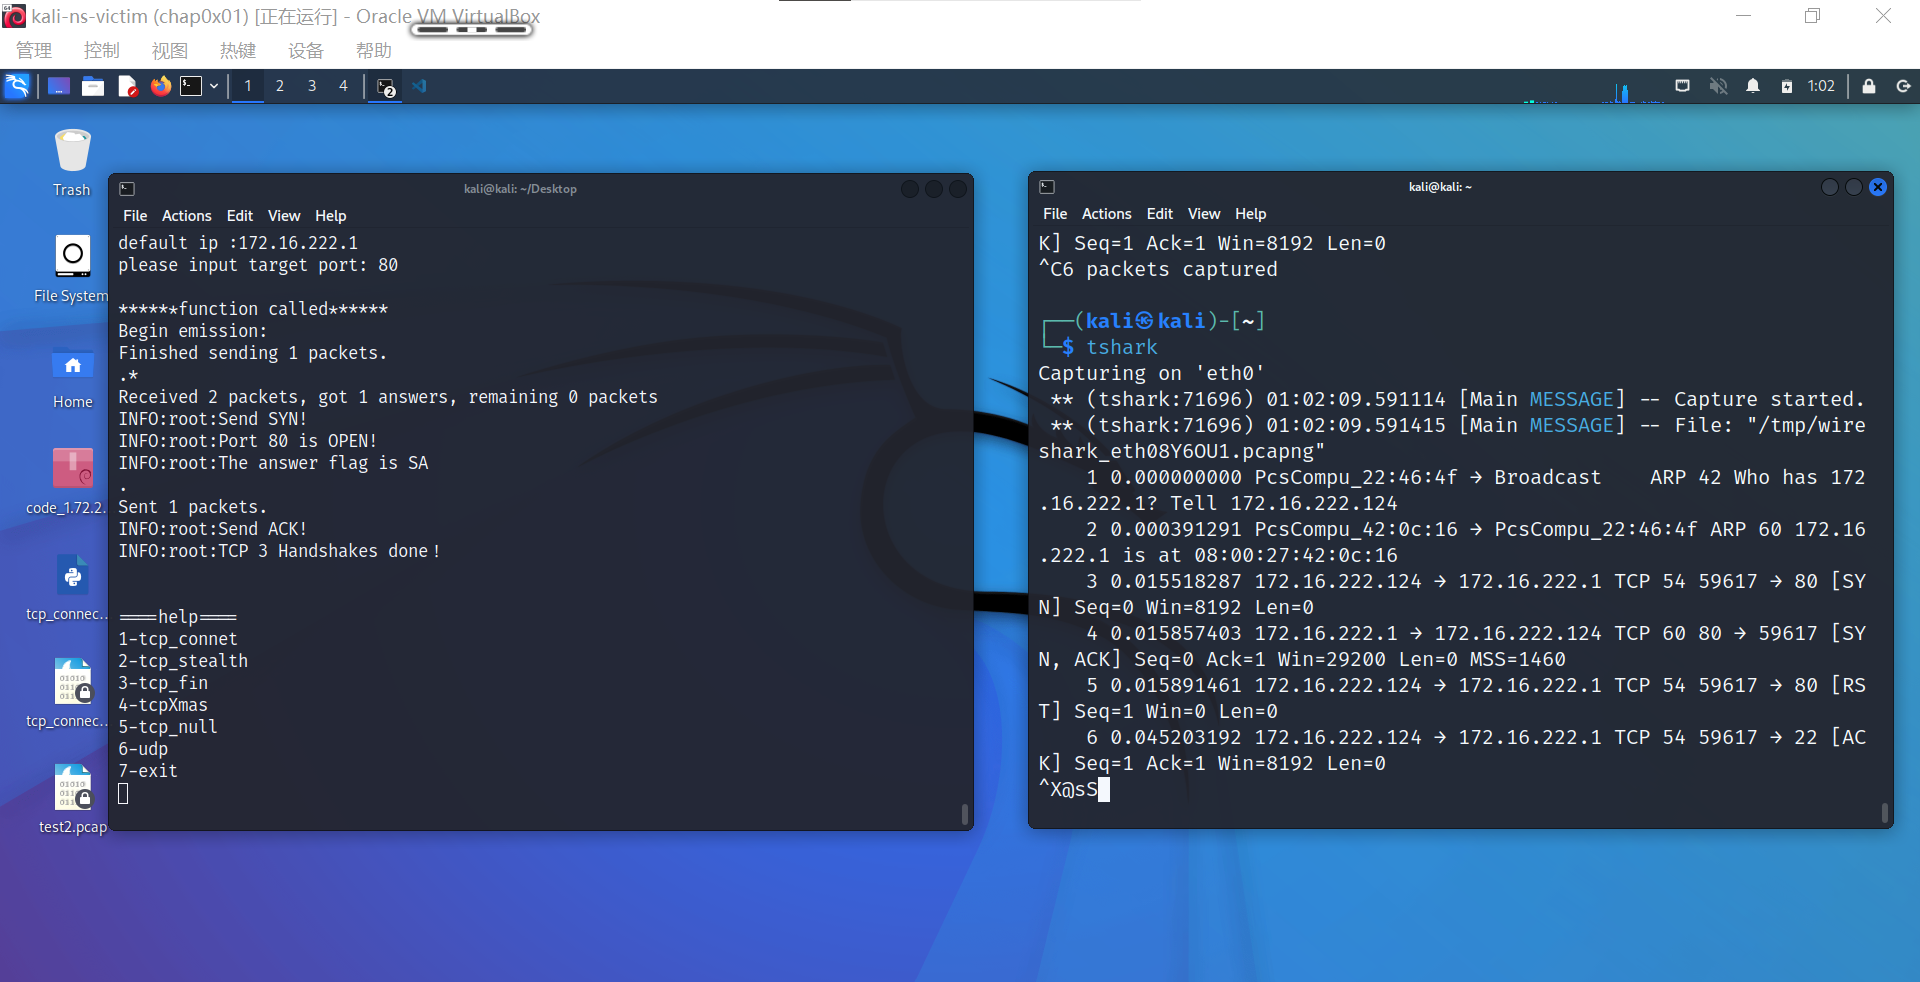 kali-ns-victim (chap0x01) [正在运行] - Oracle VM VirtualBox
管理 控制 视图 热键 设备 帮助
1 2 3 4 2 1:02
Trash
File System
Home
code_1.72.2...
tcp_connec...
tcp_connec...
test2.pcap
kali@kali: ~/Desktop
File Actions Edit View Help
default ip :172.16.222.1
please input target port: 80
******function called******
Begin emission:
Finished sending 1 packets.
.*
Received 2 packets, got 1 answers, remaining 0 packets
INFO:root:Send SYN!
INFO:root:Port 80 is OPEN!
INFO:root:The answer flag is SA
.
Sent 1 packets.
INFO:root:Send ACK!
INFO:root:TCP 3 Handshakes done！
====help====
1-tcp_connet
2-tcp_stealth
3-tcp_fin
4-tcpXmas
5-tcp_null
6-udp
7-exit
kali@kali: ~
File Actions Edit View Help
K] Seq=1 Ack=1 Win=8192 Len=0
^C6 packets captured
┌──(kali㉿kali)-[~]
└─$ tshark
Capturing on 'eth0'
 ** (tshark:71696) 01:02:09.591114 [Main MESSAGE] -- Capture started.
 ** (tshark:71696) 01:02:09.591415 [Main MESSAGE] -- File: "/tmp/wire
shark_eth08Y6OU1.pcapng"
    1 0.000000000 PcsCompu_22:46:4f → Broadcast    ARP 42 Who has 172
.16.222.1? Tell 172.16.222.124
    2 0.000391291 PcsCompu_42:0c:16 → PcsCompu_22:46:4f ARP 60 172.16
.222.1 is at 08:00:27:42:0c:16
    3 0.015518287 172.16.222.124 → 172.16.222.1 TCP 54 59617 → 80 [SY
N] Seq=0 Win=8192 Len=0
    4 0.015857403 172.16.222.1 → 172.16.222.124 TCP 60 80 → 59617 [SY
N, ACK] Seq=0 Ack=1 Win=29200 Len=0 MSS=1460
    5 0.015891461 172.16.222.124 → 172.16.222.1 TCP 54 59617 → 80 [RS
T] Seq=1 Win=0 Len=0
    6 0.045203192 172.16.222.124 → 172.16.222.1 TCP 54 59617 → 22 [AC
K] Seq=1 Ack=1 Win=8192 Len=0
^X@sS